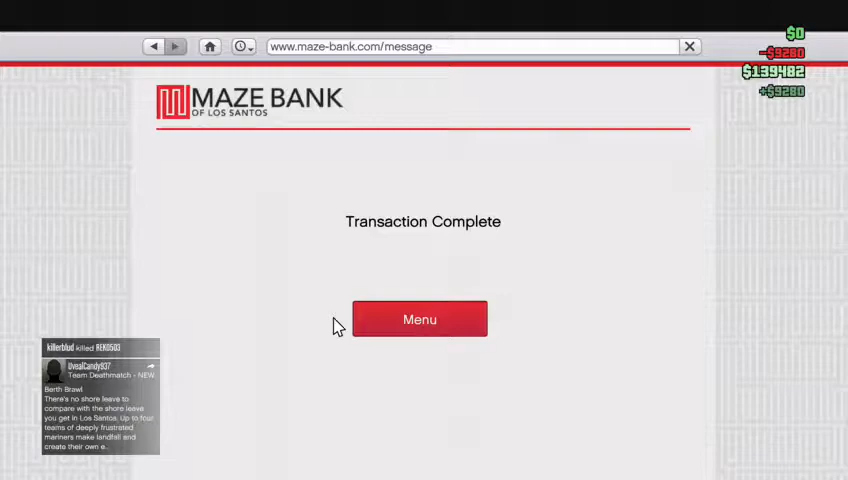 www.maze-bank.com/message
$0
-$9280
$139482
+$9280
MAZE BANK
OF LOS SANTOS
Transaction Complete
Menu
killerblud killed REKO503
UvealCandy937
Team Deathmatch - NEW
Berth Brawl
There's no shore leave to
compare with the shore leave
you get in Los Santos. Up to four
teams of deeply frustrated
mariners make landfall and
create their own e..